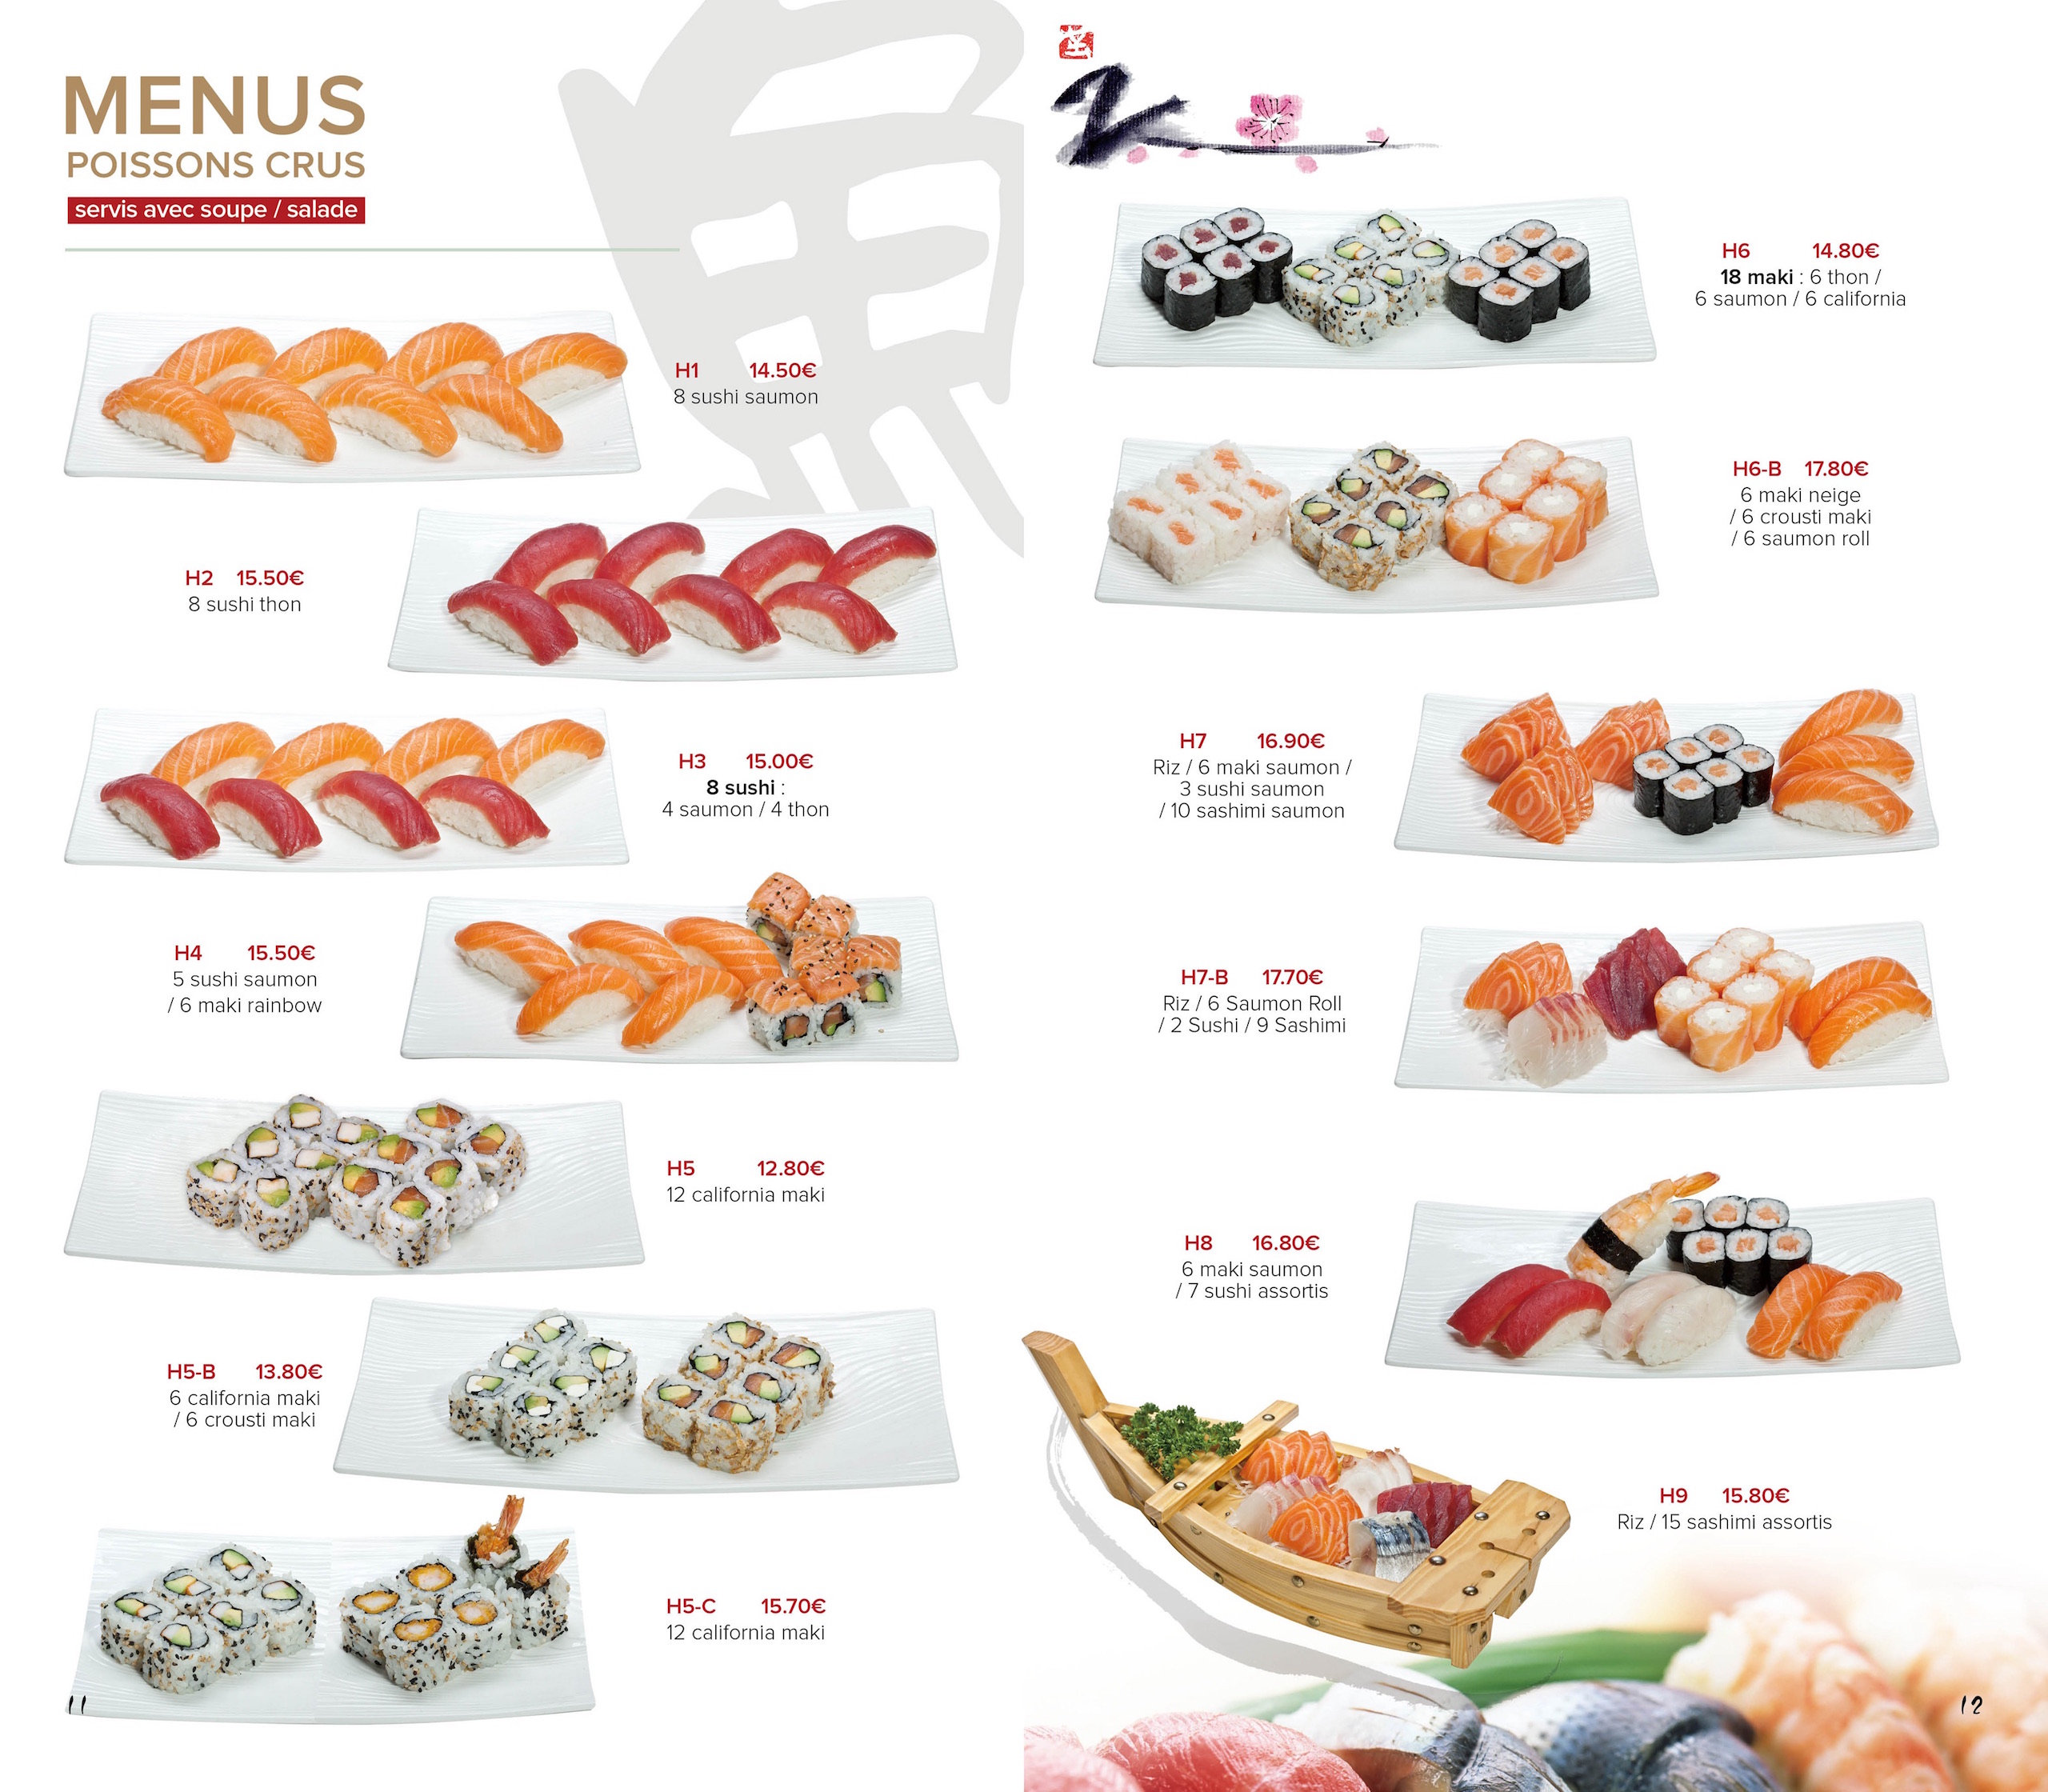 MENUS
POISSONS CRUS
servis avec soupe / salade
H1 14.50€
8 sushi saumon
H2 15.50€
8 sushi thon
H3 15.00€
8 sushi :
4 saumon / 4 thon
H4 15.50€
5 sushi saumon
/ 6 maki rainbow
H5 12.80€
12 california maki
H5-B 13.80€
6 california maki
/ 6 crousti maki
H5-C 15.70€
12 california maki
11
H6 14.80€
18 maki : 6 thon /
6 saumon / 6 california
H6-B 17.80€
6 maki neige
/ 6 crousti maki
/ 6 saumon roll
H7 16.90€
Riz / 6 maki saumon /
3 sushi saumon
/ 10 sashimi saumon
H7-B 17.70€
Riz / 6 Saumon Roll
/ 2 Sushi / 9 Sashimi
H8 16.80€
6 maki saumon
/ 7 sushi assortis
H9 15.80€
Riz / 15 sashimi assortis
12